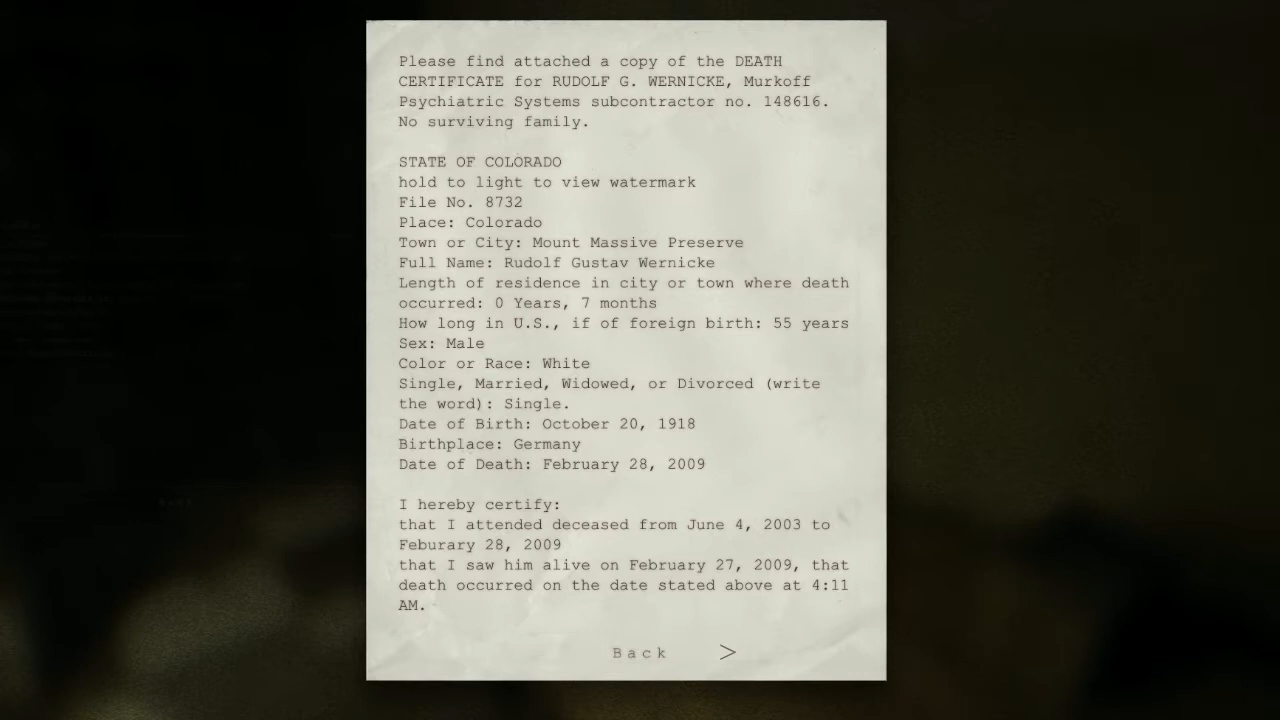 Please find attached a copy of the DEATH
CERTIFICATE for RUDOLF G. WERNICKE, Murkoff
Psychiatric Systems subcontractor no. 148616.
No surviving family.
STATE OF COLORADO
hold to light to view watermark
File No. 8732
Place: Colorado
Town or City: Mount Massive Preserve
Full Name: Rudolf Gustav Wernicke
Length of residence in city or town where death
occurred: 0 Years, 7 months
How long in U.S., if of foreign birth: 55 years
Sex: Male
Color or Race: White
Single, Married, Widowed, or Divorced (write
the word): Single.
Date of Birth: October 20, 1918
Birthplace: Germany
Date of Death: February 28, 2009
I hereby certify:
that I attended deceased from June 4, 2003 to
Feburary 28, 2009
that I saw him alive on February 27, 2009, that
death occurred on the date stated above at 4:11
AM.
Back >